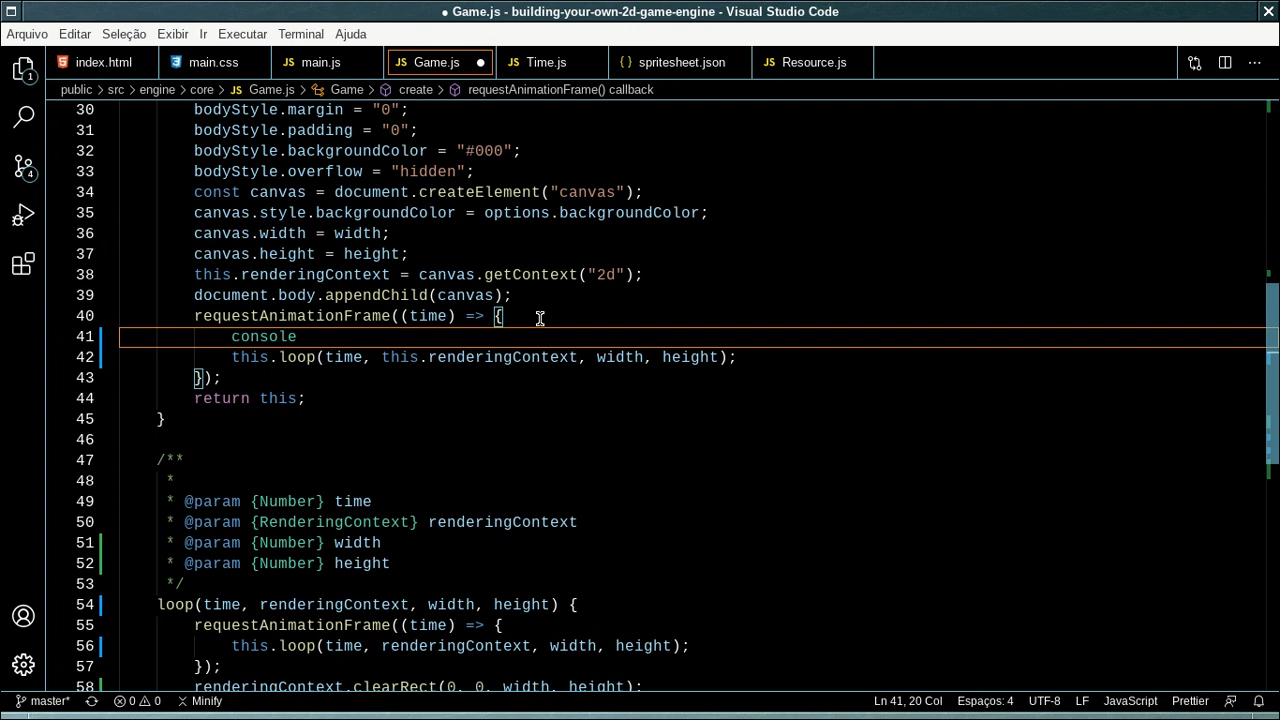 ● Game.js - building-your-own-2d-game-engine - Visual Studio Code
Arquivo Editar Seleção Exibir Ir Executar Terminal Ajuda
index.html main.css JS main.js JS Game.js ● JS Time.js {} spritesheet.json JS Resource.js ···
public > src > engine > core > JS Game.js > Game > create > requestAnimationFrame() callback
30 bodyStyle.margin = "0";
31 bodyStyle.padding = "0";
32 bodyStyle.backgroundColor = "#000";
33 bodyStyle.overflow = "hidden";
34 const canvas = document.createElement("canvas");
35 canvas.style.backgroundColor = options.backgroundColor;
36 canvas.width = width;
37 canvas.height = height;
38 this.renderingContext = canvas.getContext("2d");
39 document.body.appendChild(canvas);
40 requestAnimationFrame((time) => {
41 console
42 this.loop(time, this.renderingContext, width, height);
43 });
44 return this;
45 }
46
47 /**
48 *
49 * @param {Number} time
50 * @param {RenderingContext} renderingContext
51 * @param {Number} width
52 * @param {Number} height
53 */
54 loop(time, renderingContext, width, height) {
55 requestAnimationFrame((time) => {
56 this.loop(time, renderingContext, width, height);
57 });
58 renderingContext.clearRect(0, 0, width, height);
1
4
master* 0 0 Minify Ln 41, 20 Col Espaços: 4 UTF-8 LF JavaScript Prettier